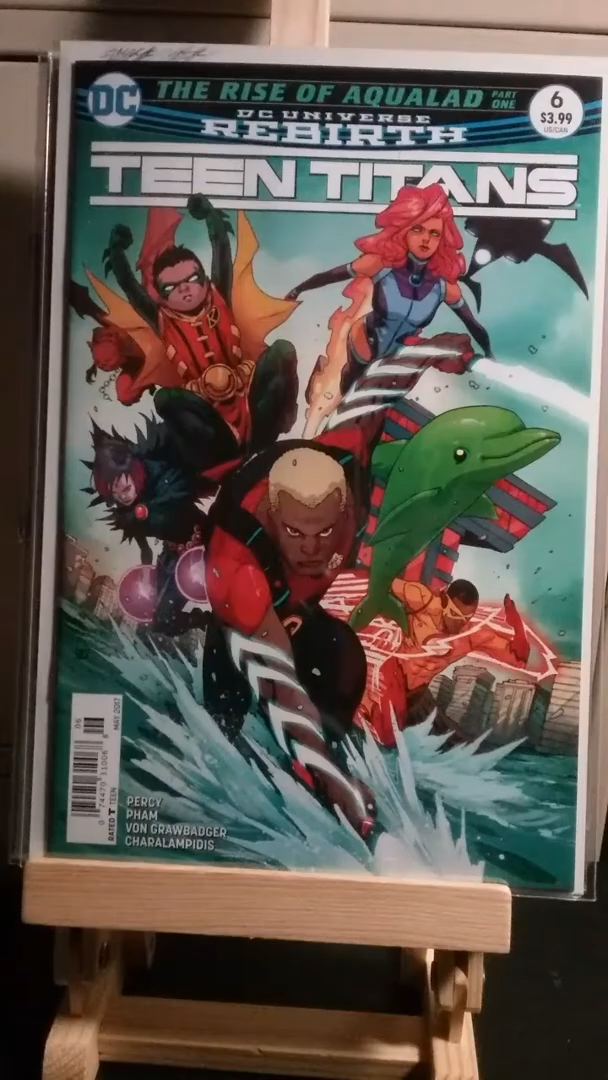 DC
THE RISE OF AQUALAD PART ONE
6
$3.99
US/CAN
DC UNIVERSE
REBIRTH
TEEN TITANS
MAY 2017
RATED T TEEN
PERCY
PHAM
VON GRAWBADGER
CHARALAMPIDIS